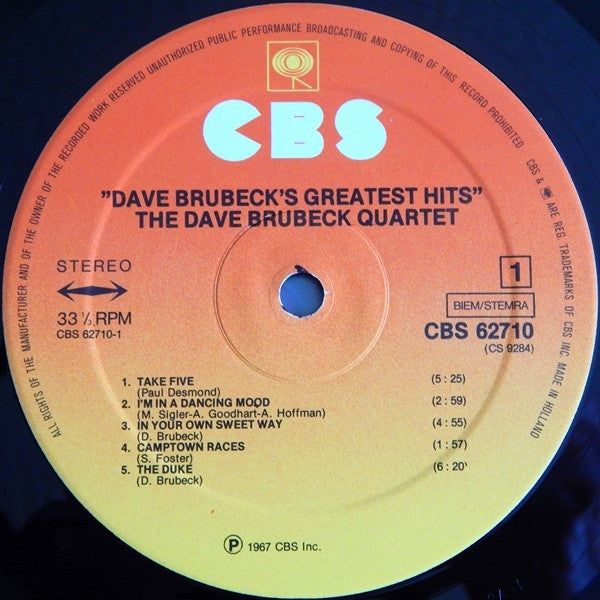 ALL RIGHTS OF THE MANUFACTURER AND OF THE OWNER OF THE RECORDED WORK RESERVED UNAUTHORIZED PUBLIC PERFORMANCE BROADCASTING AND COPYING OF THIS RECORD PROHIBITED
CBS & ARE REG. TRADEMARKS OF CBS INC. MADE IN HOLLAND
CBS
"DAVE BRUBECK'S GREATEST HITS"
THE DAVE BRUBECK QUARTET
STEREO
33 ⅓ RPM
CBS 62710-1
1
BIEM/STEMRA
CBS 62710
(CS 9284)
1. TAKE FIVE (5 : 25)
(Paul Desmond)
2. I'M IN A DANCING MOOD (2 : 59)
(M. Sigler-A. Goodhart-A. Hoffman)
3. IN YOUR OWN SWEET WAY (4 : 55)
(D. Brubeck)
4. CAMPTOWN RACES (1 : 57)
(S. Foster)
5. THE DUKE (6 : 20)
(D. Brubeck)
℗ 1967 CBS Inc.